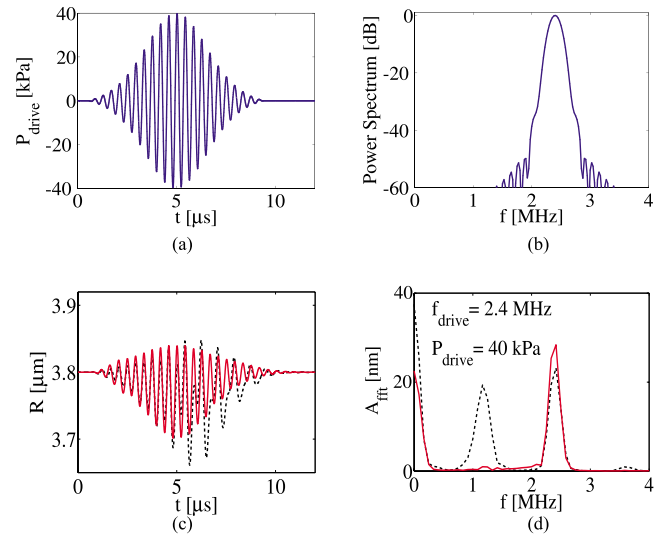 40
20
0
-20
-40
P_drive [kPa]
0 5 10
t [μs]
(a)
0
-20
-40
-60
Power Spectrum [dB]
0 1 2 3 4
f [MHz]
(b)
3.9
3.8
3.7
R [μm]
0 5 10
t [μs]
(c)
40
20
0
A_fft [nm]
f_drive = 2.4 MHz
P_drive = 40 kPa
0 1 2 3 4
f [MHz]
(d)